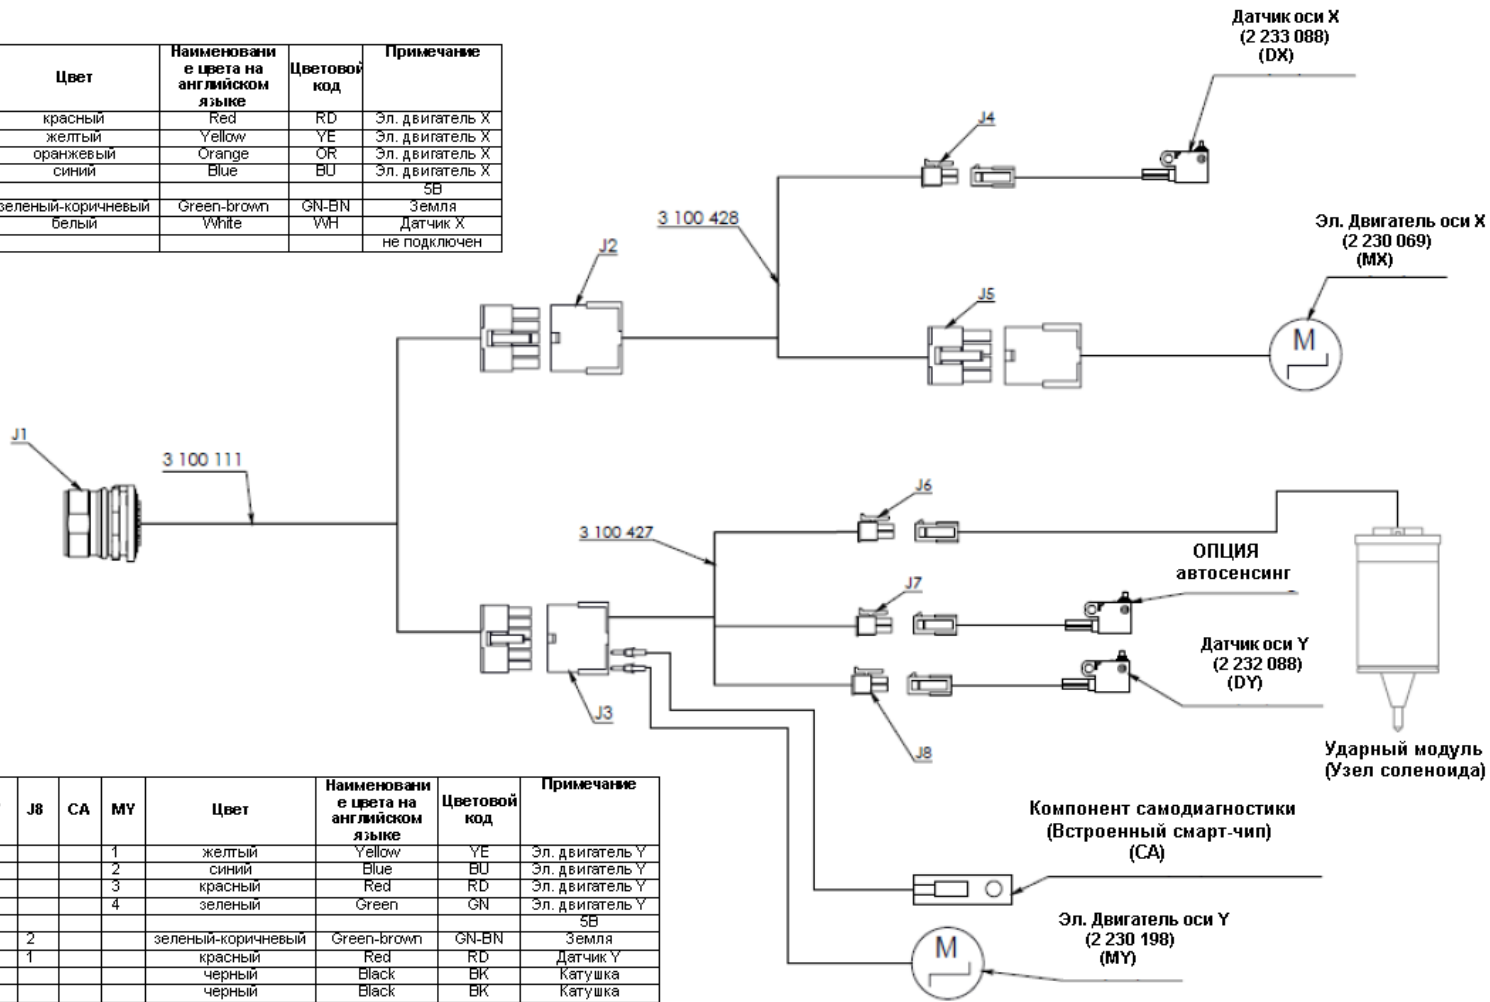 Датчик оси X
(2 233 088)
(DX)
Цвет
Наименовани
е цвета на
английском
языке
Цветовой
код
Примечание
красный Red RD Эл. двигатель X
желтый Yellow YE Эл. двигатель X
оранжевый Orange OR Эл. двигатель X
синий Blue BU Эл. двигатель X
5В
зеленый-коричневый Green-brown GN-BN Земля
белый White WH Датчик X
не подключен
J4
3 100 428
Эл. Двигатель оси X
(2 230 069)
(MX)
J2
J5
M
J1
3 100 111
J6
3 100 427
ОПЦИЯ
автосенсинг
J7
Датчик оси Y
(2 232 088)
(DY)
J3
J8
Ударный модуль
(Узел соленоида)
Компонент самодиагностики
(Встроенный смарт-чип)
(CA)
Эл. Двигатель оси Y
(2 230 198)
(MY)
M
J8 CA MY Цвет
Наименовани
е цвета на
английском
языке
Цветовой
код
Примечание
1 желтый Yellow YE Эл. двигатель Y
2 синий Blue BU Эл. двигатель Y
3 красный Red RD Эл. двигатель Y
4 зеленый Green GN Эл. двигатель Y
5В
2 зеленый-коричневый Green-brown GN-BN Земля
1 красный Red RD Датчик Y
черный Black BK Катушка
черный Black BK Катушка